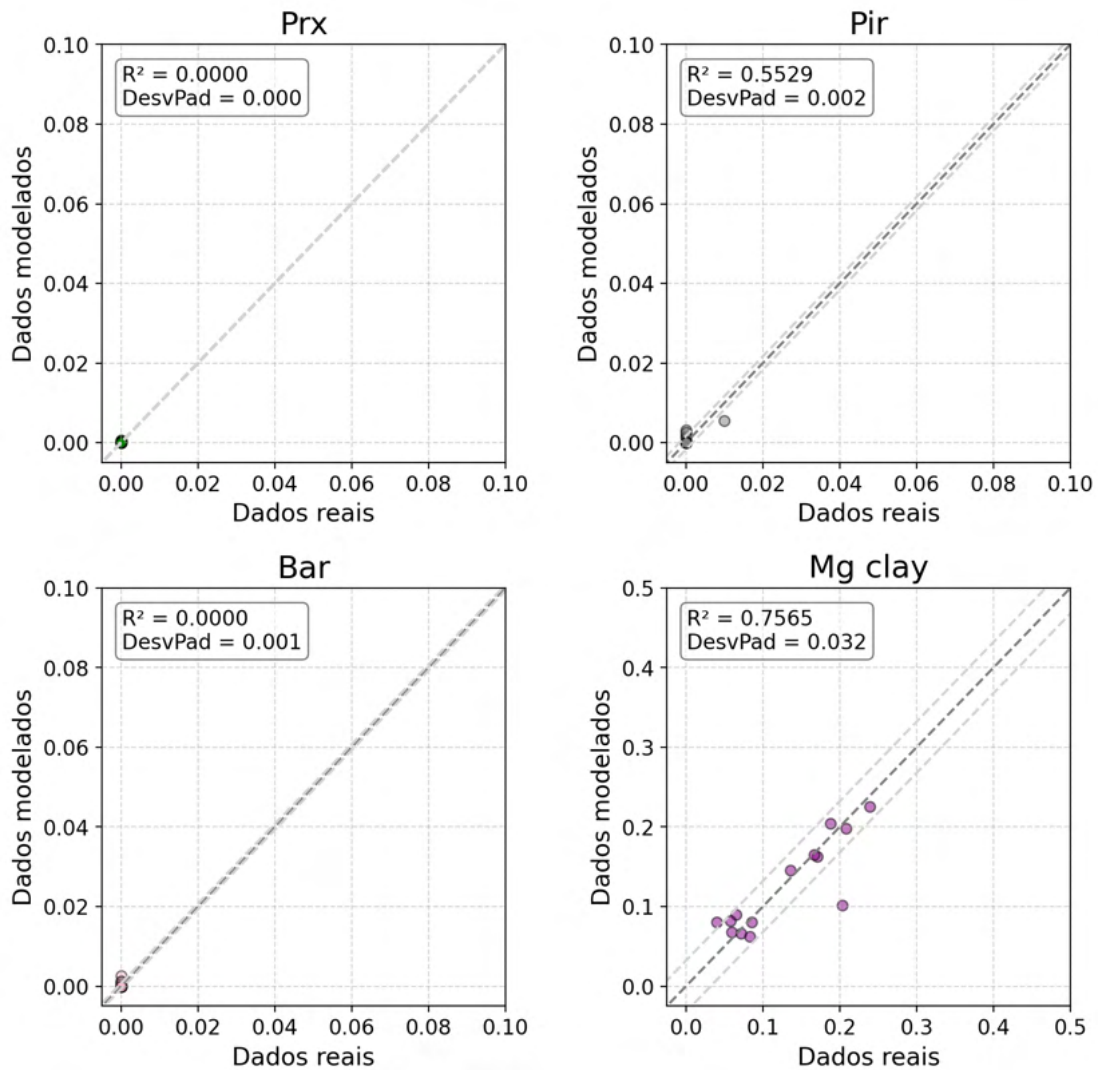 Prx
R² = 0.0000
DesvPad = 0.000
Dados modelados
0.10
0.08
0.06
0.04
0.02
0.00
0.00 0.02 0.04 0.06 0.08 0.10
Dados reais
Pir
R² = 0.5529
DesvPad = 0.002
Dados modelados
0.10
0.08
0.06
0.04
0.02
0.00
0.00 0.02 0.04 0.06 0.08 0.10
Dados reais
Bar
R² = 0.0000
DesvPad = 0.001
Dados modelados
0.10
0.08
0.06
0.04
0.02
0.00
0.00 0.02 0.04 0.06 0.08 0.10
Dados reais
Mg clay
R² = 0.7565
DesvPad = 0.032
Dados modelados
0.5
0.4
0.3
0.2
0.1
0.0
0.0 0.1 0.2 0.3 0.4 0.5
Dados reais